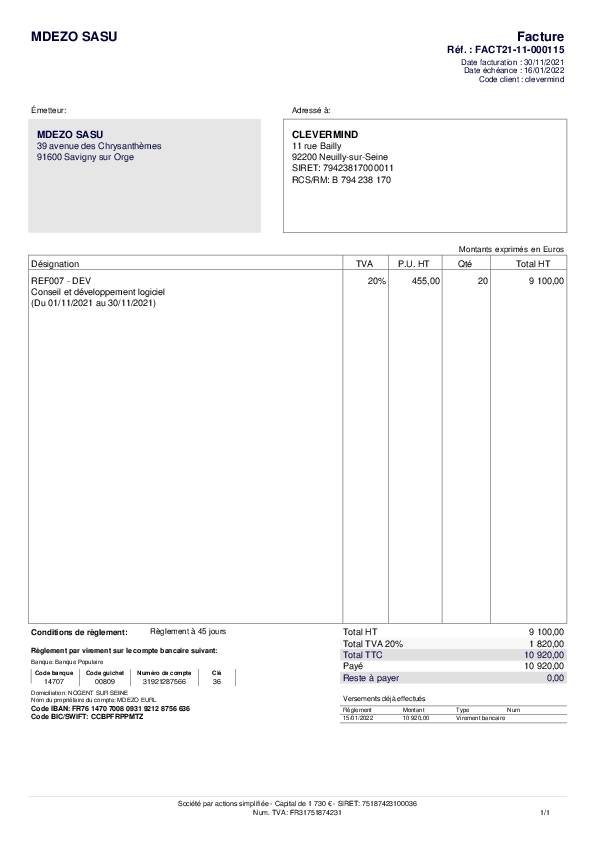 MDEZO SASU
Facture
Réf. : FACT21-11-000115
Date facturation : 30/11/2021
Date échéance : 16/01/2022
Code client : clevermind
Émetteur:
Adressé à:
MDEZO SASU
39 avenue des Chrysanthèmes
91600 Savigny sur Orge
CLEVERMIND
11 rue Bailly
92200 Neuilly-sur-Seine
SIRET: 79423817000011
RCS/RM: B 794 238 170
Montants exprimés en Euros
Désignation TVA P.U. HT Qté Total HT
REF007 - DEV 20% 455,00 20 9 100,00
Conseil et développement logiciel
(Du 01/11/2021 au 30/11/2021)
Conditions de règlement: Règlement à 45 jours
Règlement par virement sur le compte bancaire suivant:
Banque: Banque Populaire
Code banque Code guichet Numéro de compte Clé
14707 00809 31921287566 36
Domiciliation: NOGENT SUR SEINE
Nom du propriétaire du compte: MDEZO EURL
Code IBAN: FR76 1470 7008 0931 9212 8756 636
Code BIC/SWIFT: CCBPFRPPMTZ
Total HT 9 100,00
Total TVA 20% 1 820,00
Total TTC 10 920,00
Payé 10 920,00
Reste à payer 0,00
Versements déjà effectués
Règlement Montant Type Num
15/01/2022 10 920,00 Virement bancaire
Société par actions simplifiée - Capital de 1 730 € - SIRET: 75187423100036
Num. TVA: FR31751874231
1/1